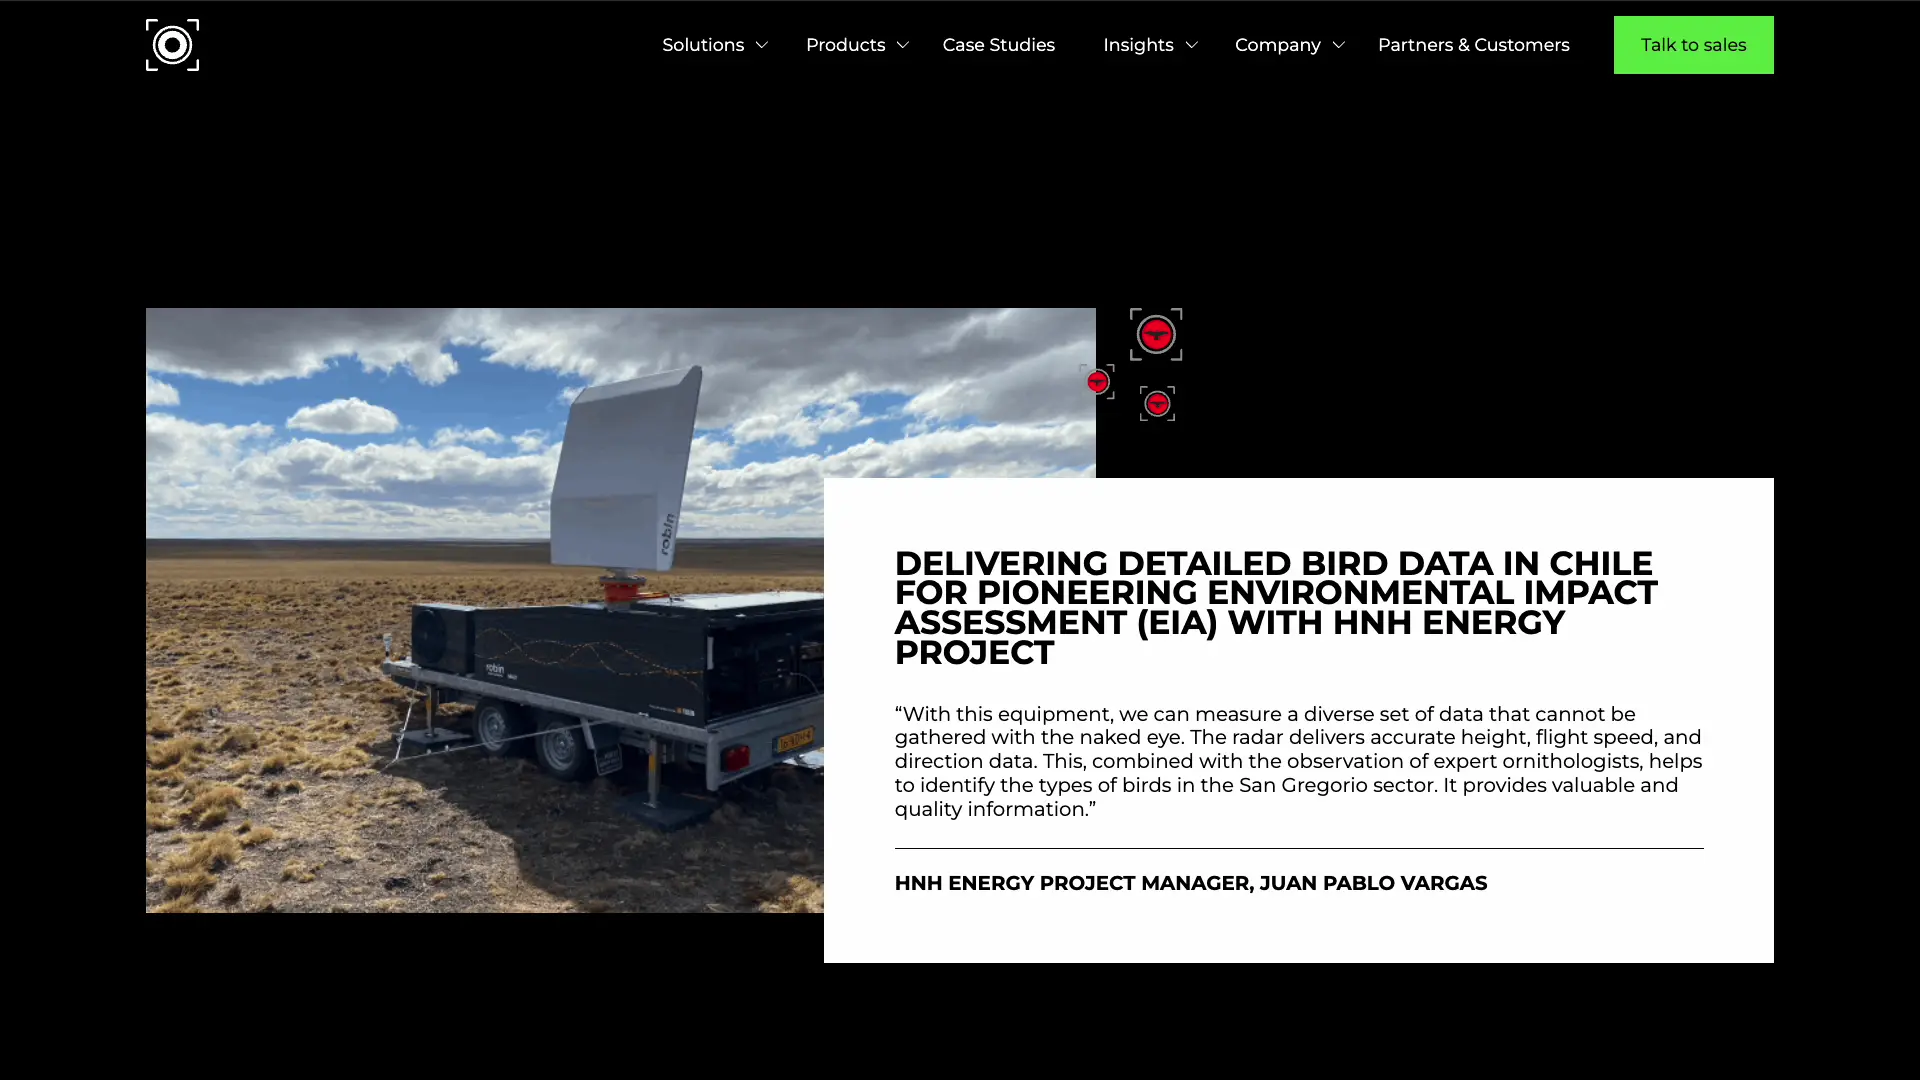 Solutions
Products
Case Studies
Insights
Company
Partners & Customers
Talk to sales
robin
robin
DELIVERING DETAILED BIRD DATA IN CHILE
FOR PIONEERING ENVIRONMENTAL IMPACT
ASSESSMENT (EIA) WITH HNH ENERGY
PROJECT
“With this equipment, we can measure a diverse set of data that cannot be
gathered with the naked eye. The radar delivers accurate height, flight speed, and
direction data. This, combined with the observation of expert ornithologists, helps
to identify the types of birds in the San Gregorio sector. It provides valuable and
quality information.”
HNH ENERGY PROJECT MANAGER, JUAN PABLO VARGAS